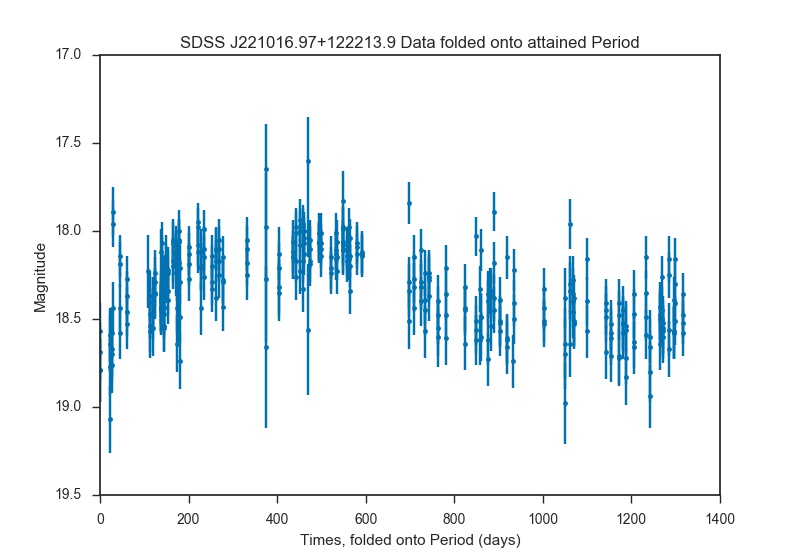 SDSS J221016.97+122213.9 Data folded onto attained Period
17.0
17.5
18.0
18.5
19.0
19.5
Magnitude
0 200 400 600 800 1000 1200 1400
Times, folded onto Period (days)